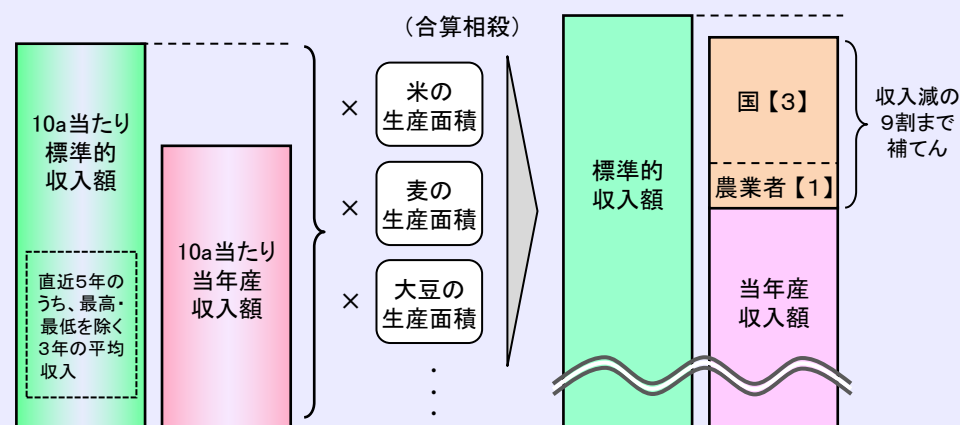 （合算相殺）
10a当たり
標準的
収入額
直近５年の
うち、最高・
最低を除く
３年の平均
収入
10a当たり
当年産
収入額
×
米の
生産面積
×
麦の
生産面積
×
大豆の
生産面積
・
・
・
標準的
収入額
国【３】
農業者【１】
当年産
収入額
収入減の
９割まで
補てん